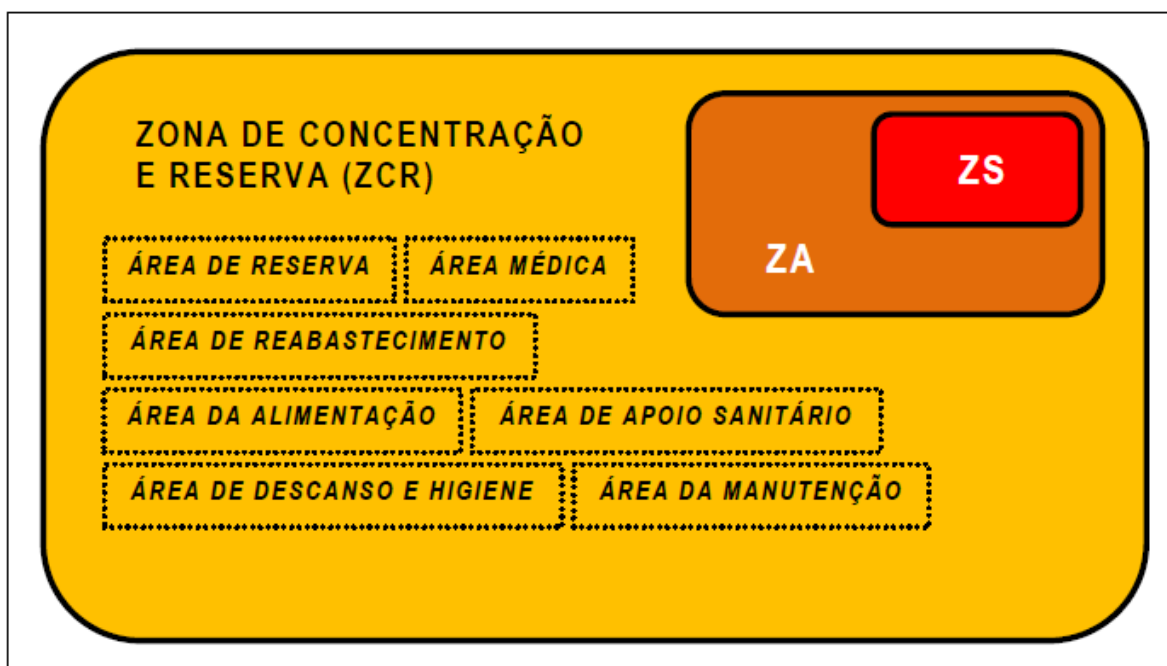 ZONA DE CONCENTRAÇÃO
E RESERVA (ZCR)
ZS
ZA
ÁREA DE RESERVA
ÁREA MÉDICA
ÁREA DE REABASTECIMENTO
ÁREA DA ALIMENTAÇÃO
ÁREA DE APOIO SANITÁRIO
ÁREA DE DESCANSO E HIGIENE
ÁREA DA MANUTENÇÃO